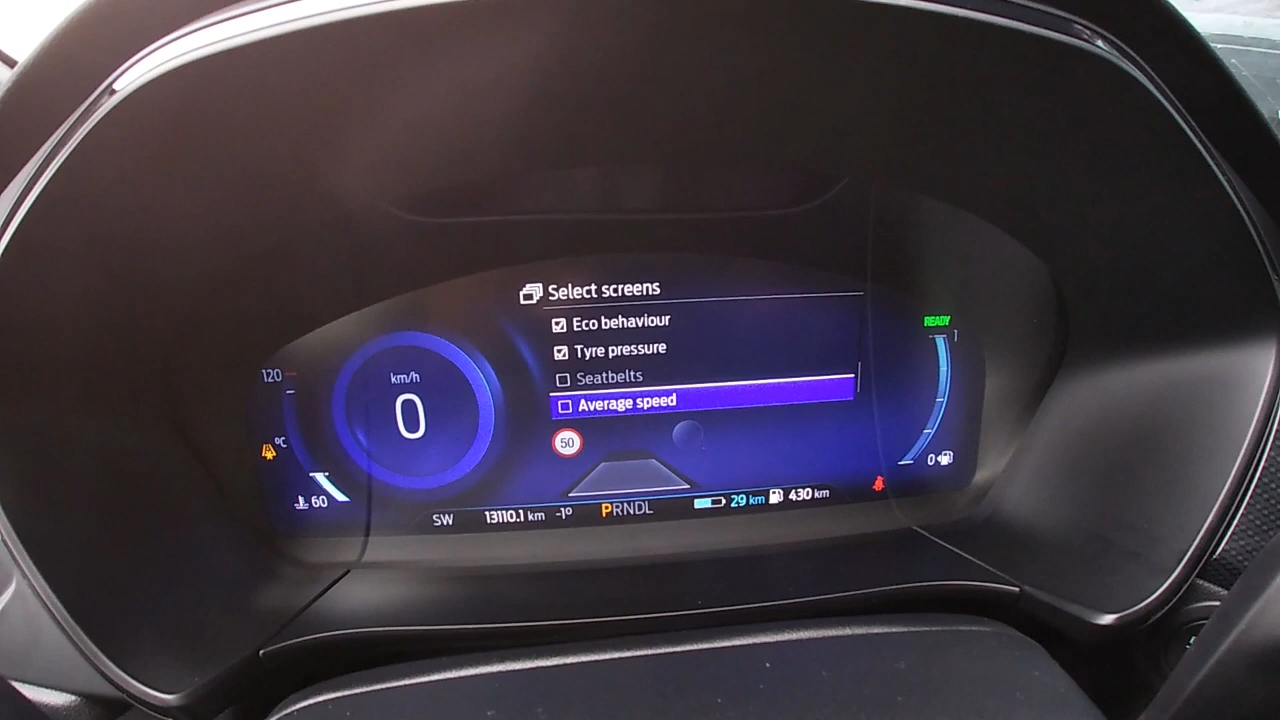 Select screens
Eco behaviour
Tyre pressure
Seatbelts
Average speed
120
km/h
0
°C
60
50
READY
1
0
SW 13110.1 km -1° PRNDL 29 km 430 km